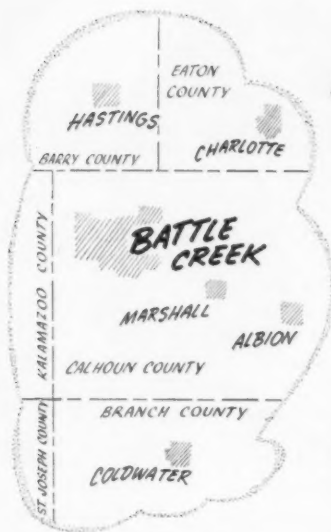 EATON
COUNTY
HASTINGS
CHARLOTTE
BARRY COUNTY
KALAMAZOO COUNTY
BATTLE
CREEK
MARSHALL
ALBION
CALHOUN COUNTY
BRANCH COUNTY
ST JOSEPH COUNTY
COLDWATER